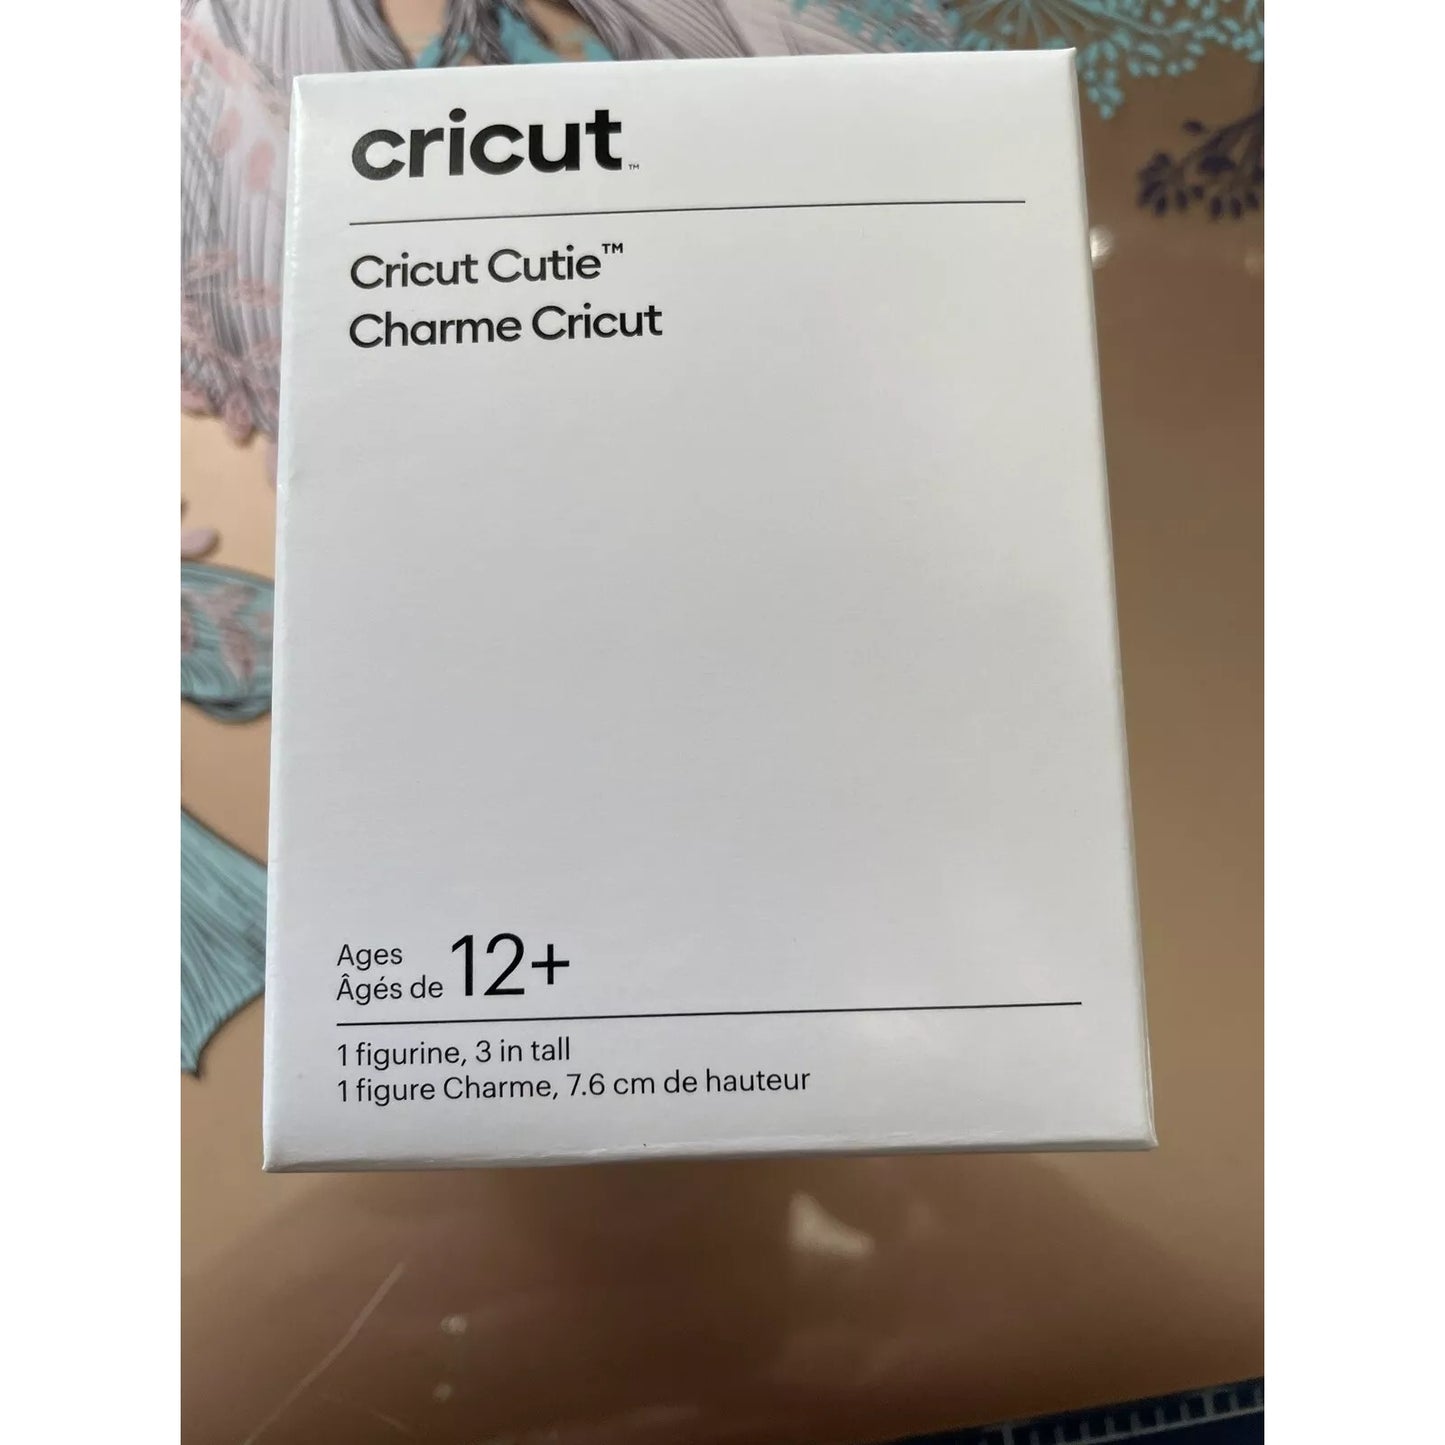 cricut™
Cricut Cutie™
Charme Cricut
Ages
Âgés de 12+
1 figurine, 3 in tall
1 figure Charme, 7.6 cm de hauteur